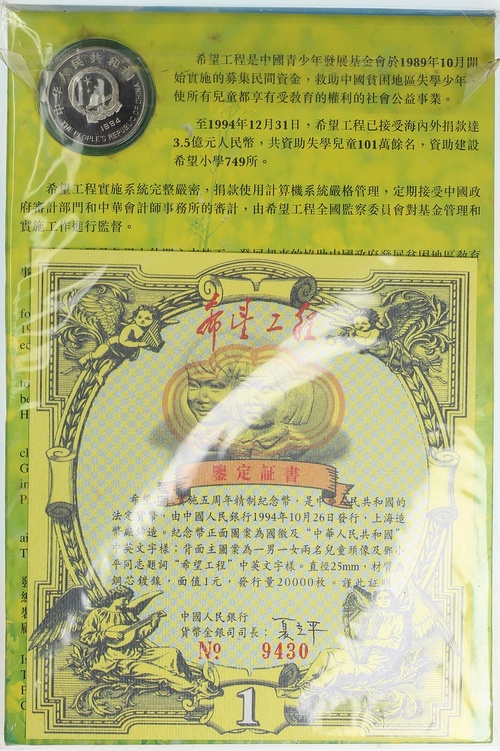 中华人民共和国
1994
THE PEOPLE'S REPUBLIC OF CHINA
希望工程是中國青少年發展基金會於1989年10月開
始實施的募集民間資金，救助中國貧困地區失學少年，
使所有兒童都享有受教育的權利的社會公益事業。
至1994年12月31日，希望工程已接受海內外捐款達
3.5億元人民幣，共資助失學兒童101萬餘名，資助建設
希望小學749所。
希望工程實施系統完整嚴密，捐款使用計算機系統嚴格管理，定期接受中國政
府審計部門和中華會計師事務所的審計，由希望工程全國監察委員會對基金管理和
實施工作進行監督。
希望工程
鑒定証書
希望工 施五周年精制紀念幣，是中 人民共和國的
法定 幣，由中國人民銀行1994年10月26日發行，上海造
幣廠鑄造。紀念幣正面圖案為國徽及“中華人民共和國”
中英文字樣；背面主圖案為一男一女兩名兒童頭像及鄧小
平同志題詞“希望工程”中英文字樣。直徑25mm，材質為
鋼芯鍍鎳，面值1元，發行量20000枚。謹此証明
中國人民銀行
貨幣金銀司司長：
№ 9430
1